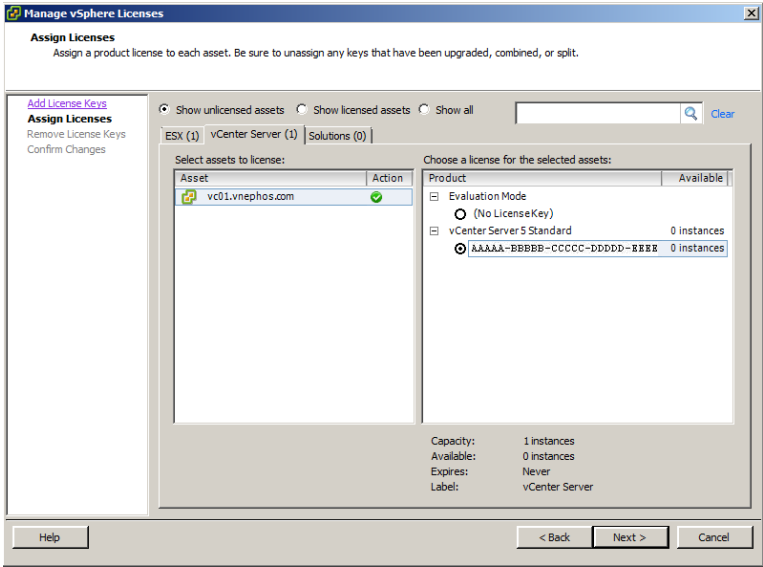 Manage vSphere Licenses
Assign Licenses
Assign a product license to each asset. Be sure to unassign any keys that have been upgraded, combined, or split.
Add License Keys
Assign Licenses
Remove License Keys
Confirm Changes
Show unlicensed assets Show licensed assets Show all
Clear
ESX (1) vCenter Server (1) Solutions (0)
Select assets to license:
Asset Action
vc01.vnephos.com
Choose a license for the selected assets:
Product Available
Evaluation Mode
(No License Key)
vCenter Server 5 Standard 0 instances
AAAAA-BBBBB-CCCCC-DDDDD-EEEE 0 instances
Capacity: 1 instances
Available: 0 instances
Expires: Never
Label: vCenter Server
Help
< Back Next > Cancel